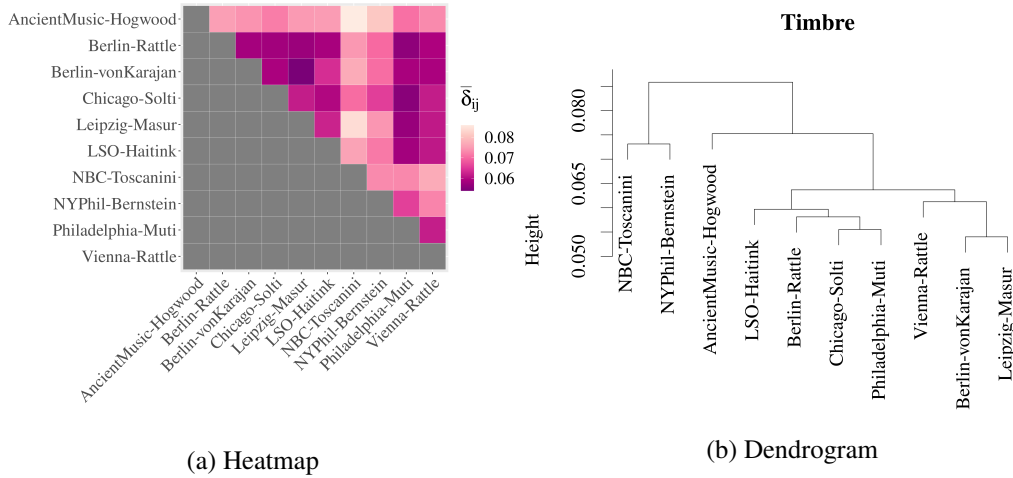 AncientMusic-Hogwood
Berlin-Rattle
Berlin-vonKarajan
Chicago-Solti
Leipzig-Masur
LSO-Haitink
NBC-Toscanini
NYPhil-Bernstein
Philadelphia-Muti
Vienna-Rattle
AncientMusic-Hogwood
Berlin-Rattle
Berlin-vonKarajan
Chicago-Solti
Leipzig-Masur
LSO-Haitink
NBC-Toscanini
NYPhil-Bernstein
Philadelphia-Muti
Vienna-Rattle
δ̅ij
0.08
0.07
0.06
(a) Heatmap
Timbre
Height
0.050
0.065
0.080
NBC-Toscanini
NYPhil-Bernstein
AncientMusic-Hogwood
LSO-Haitink
Berlin-Rattle
Chicago-Solti
Philadelphia-Muti
Vienna-Rattle
Berlin-vonKarajan
Leipzig-Masur
(b) Dendrogram